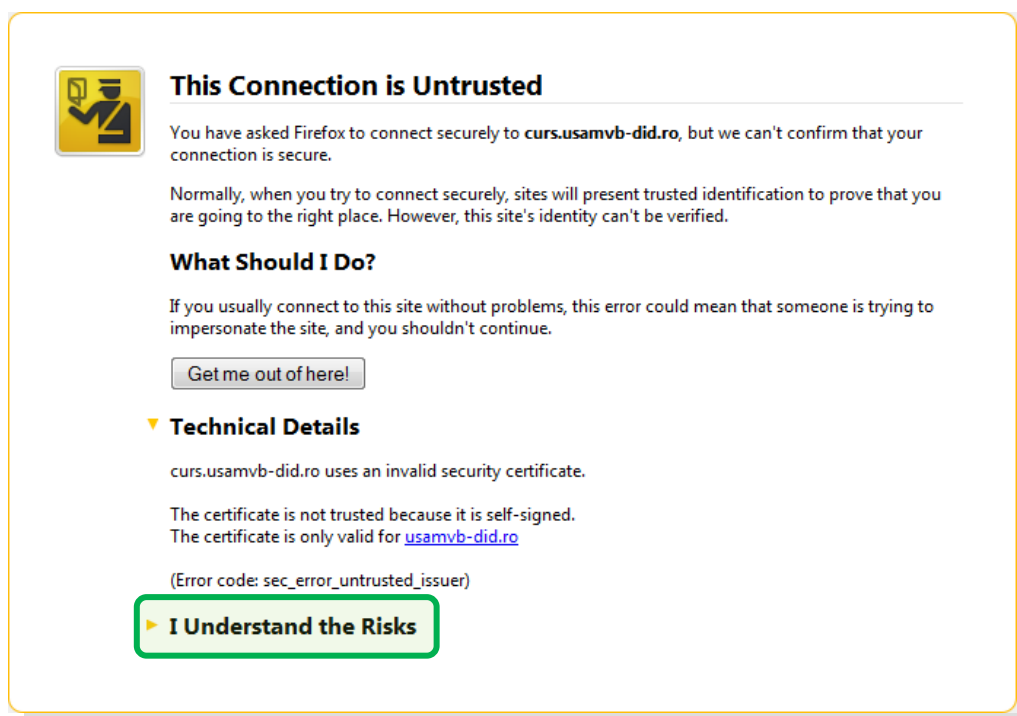 This Connection is Untrusted
You have asked Firefox to connect securely to curs.usamvb-did.ro, but we can't confirm that your
connection is secure.
Normally, when you try to connect securely, sites will present trusted identification to prove that you
are going to the right place. However, this site's identity can't be verified.
What Should I Do?
If you usually connect to this site without problems, this error could mean that someone is trying to
impersonate the site, and you shouldn't continue.
Get me out of here!
Technical Details
curs.usamvb-did.ro uses an invalid security certificate.
The certificate is not trusted because it is self-signed.
The certificate is only valid for usamvb-did.ro
(Error code: sec_error_untrusted_issuer)
I Understand the Risks